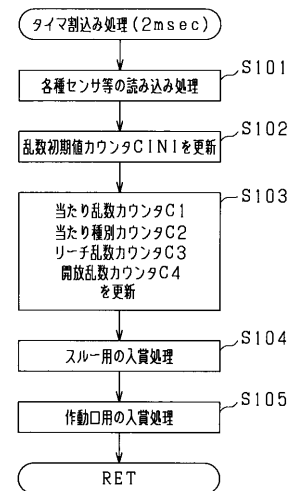 タイマ割込み処理(2msec)
S101
各種センサ等の読み込み処理
S102
乱数初期値カウンタCINIを更新
S103
当たり乱数カウンタC1
当たり種別カウンタC2
リーチ乱数カウンタC3
開放乱数カウンタC4
を更新
S104
スルー用の入賞処理
S105
作動口用の入賞処理
RET